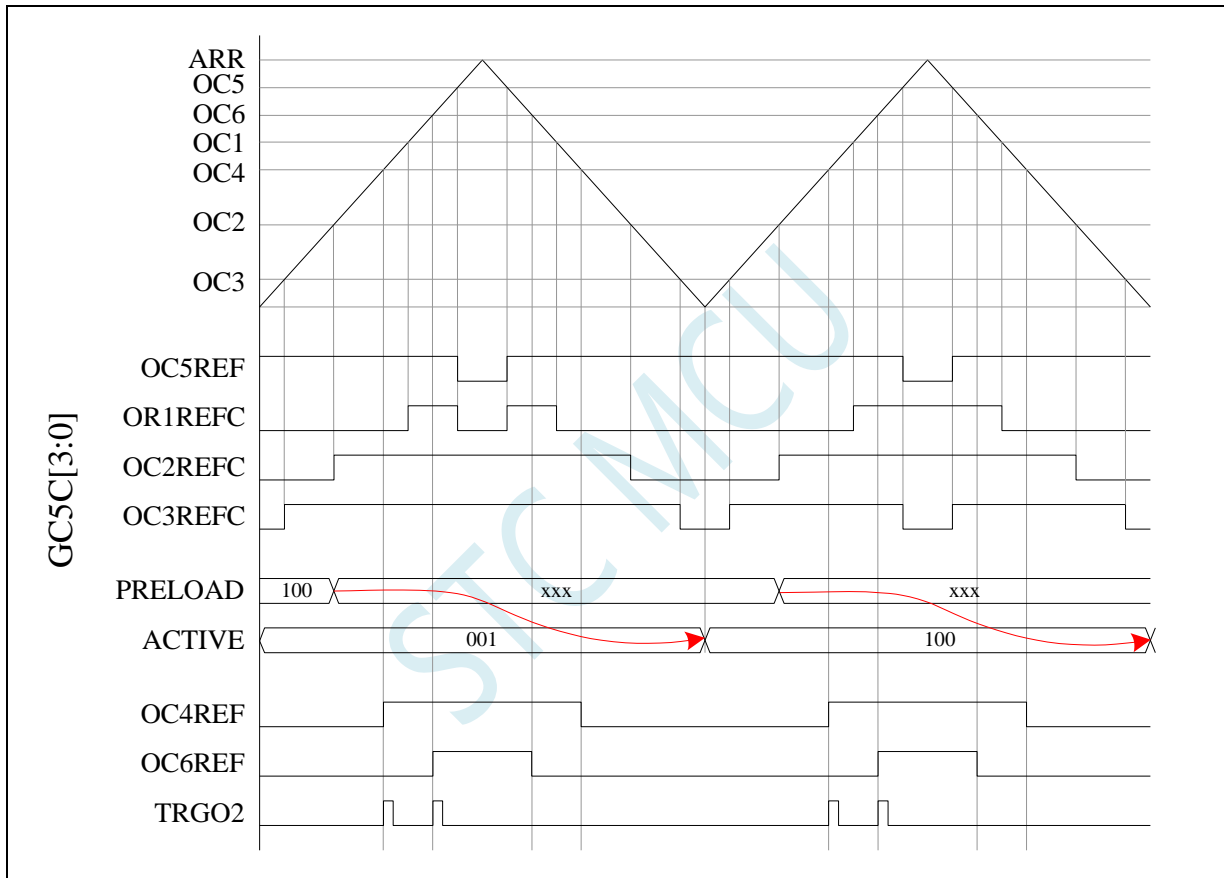 ARR
OC5
OC6
OC1
OC4
OC2
OC3
GC5C[3:0]
OC5REF
OR1REFC
OC2REFC
OC3REFC
PRELOAD 100 xxx xxx
ACTIVE 001 100
OC4REF
OC6REF
TRGO2
STC MCU